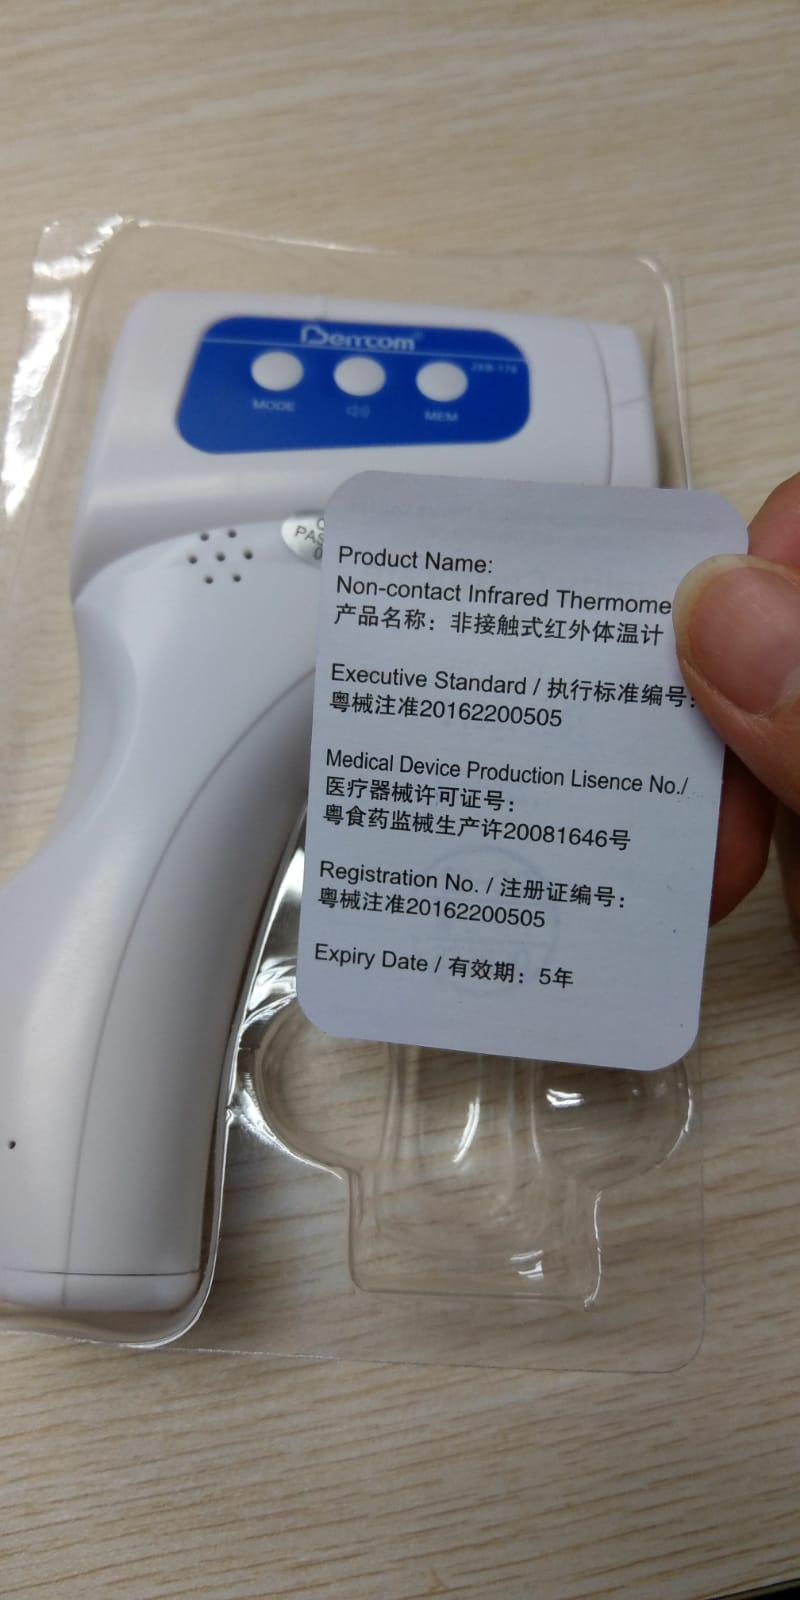 Berrcom
JXB-178
MODE
MEM
PAS
Product Name:
Non-contact Infrared Thermome
产品名称：非接触式红外体温计
Executive Standard / 执行标准编号：
粤械注准20162200505
Medical Device Production Lisence No./
医疗器械许可证号：
粤食药监械生产许20081646号
Registration No. / 注册证编号：
粤械注准20162200505
Expiry Date / 有效期：5年